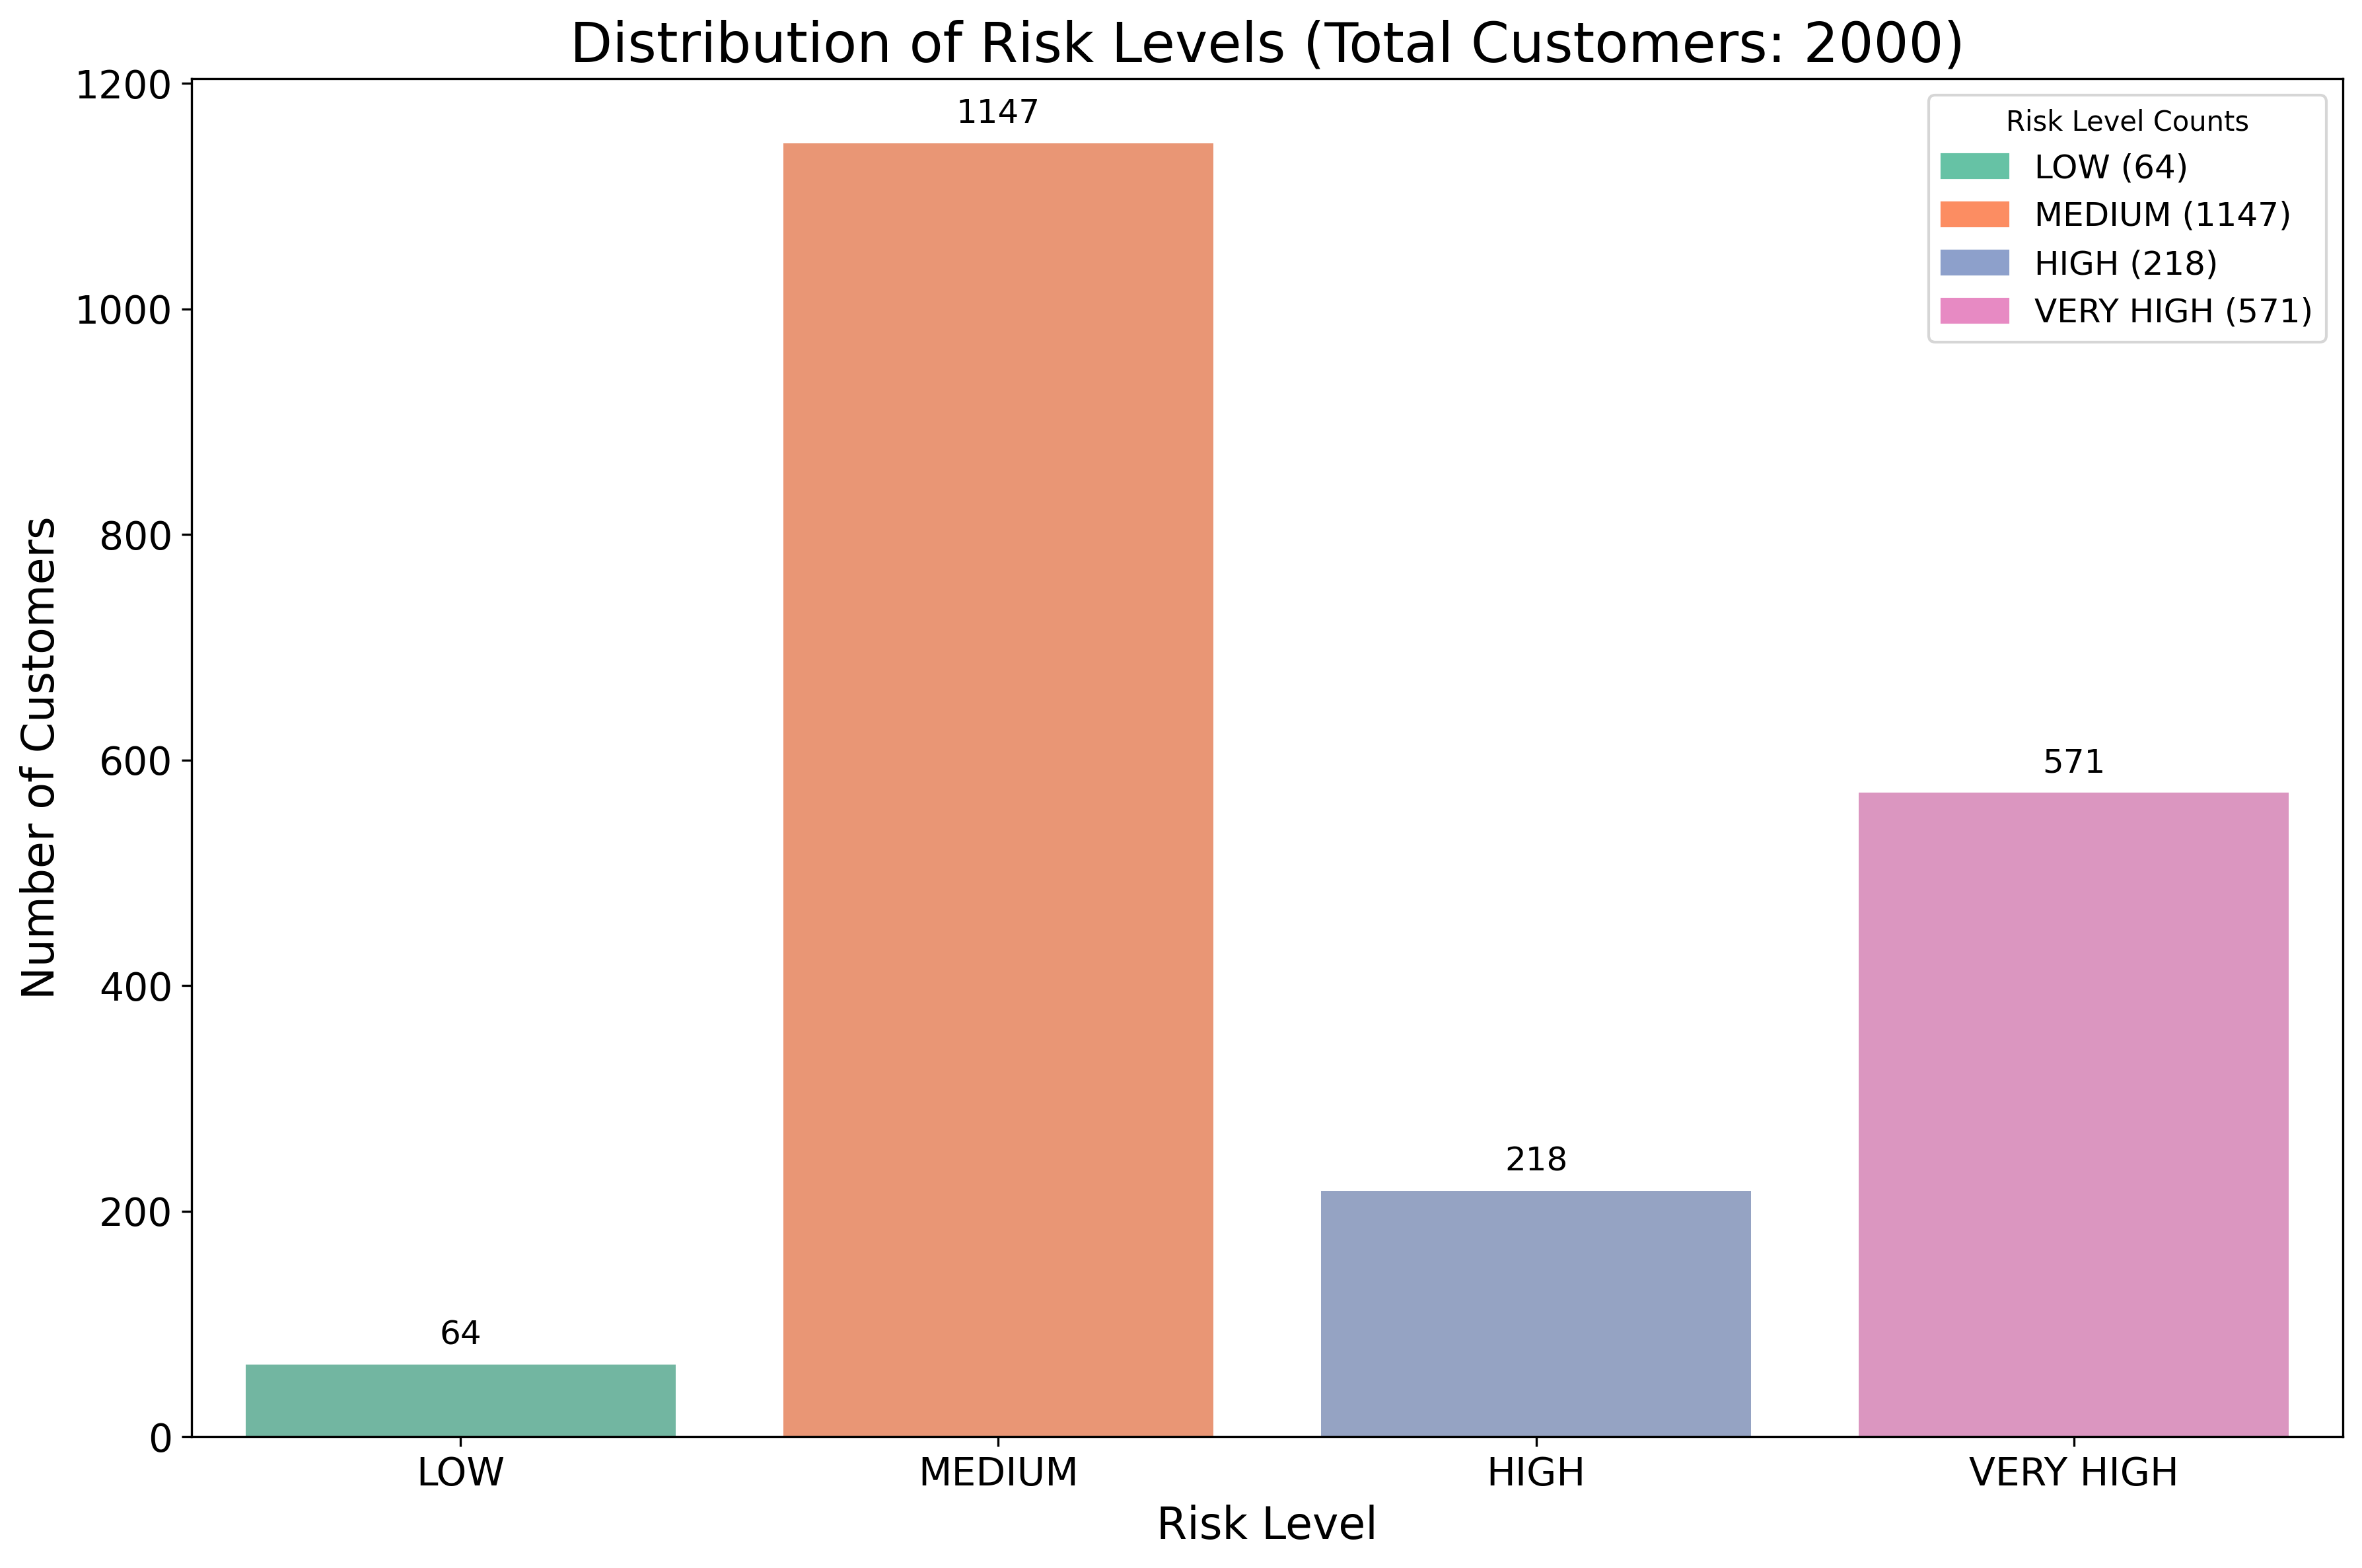 Distribution of Risk Levels (Total Customers: 2000)
Number of Customers
1200
1000
800
600
400
200
0
1147
571
218
64
Risk Level Counts
LOW (64)
MEDIUM (1147)
HIGH (218)
VERY HIGH (571)
LOW
MEDIUM
HIGH
VERY HIGH
Risk Level